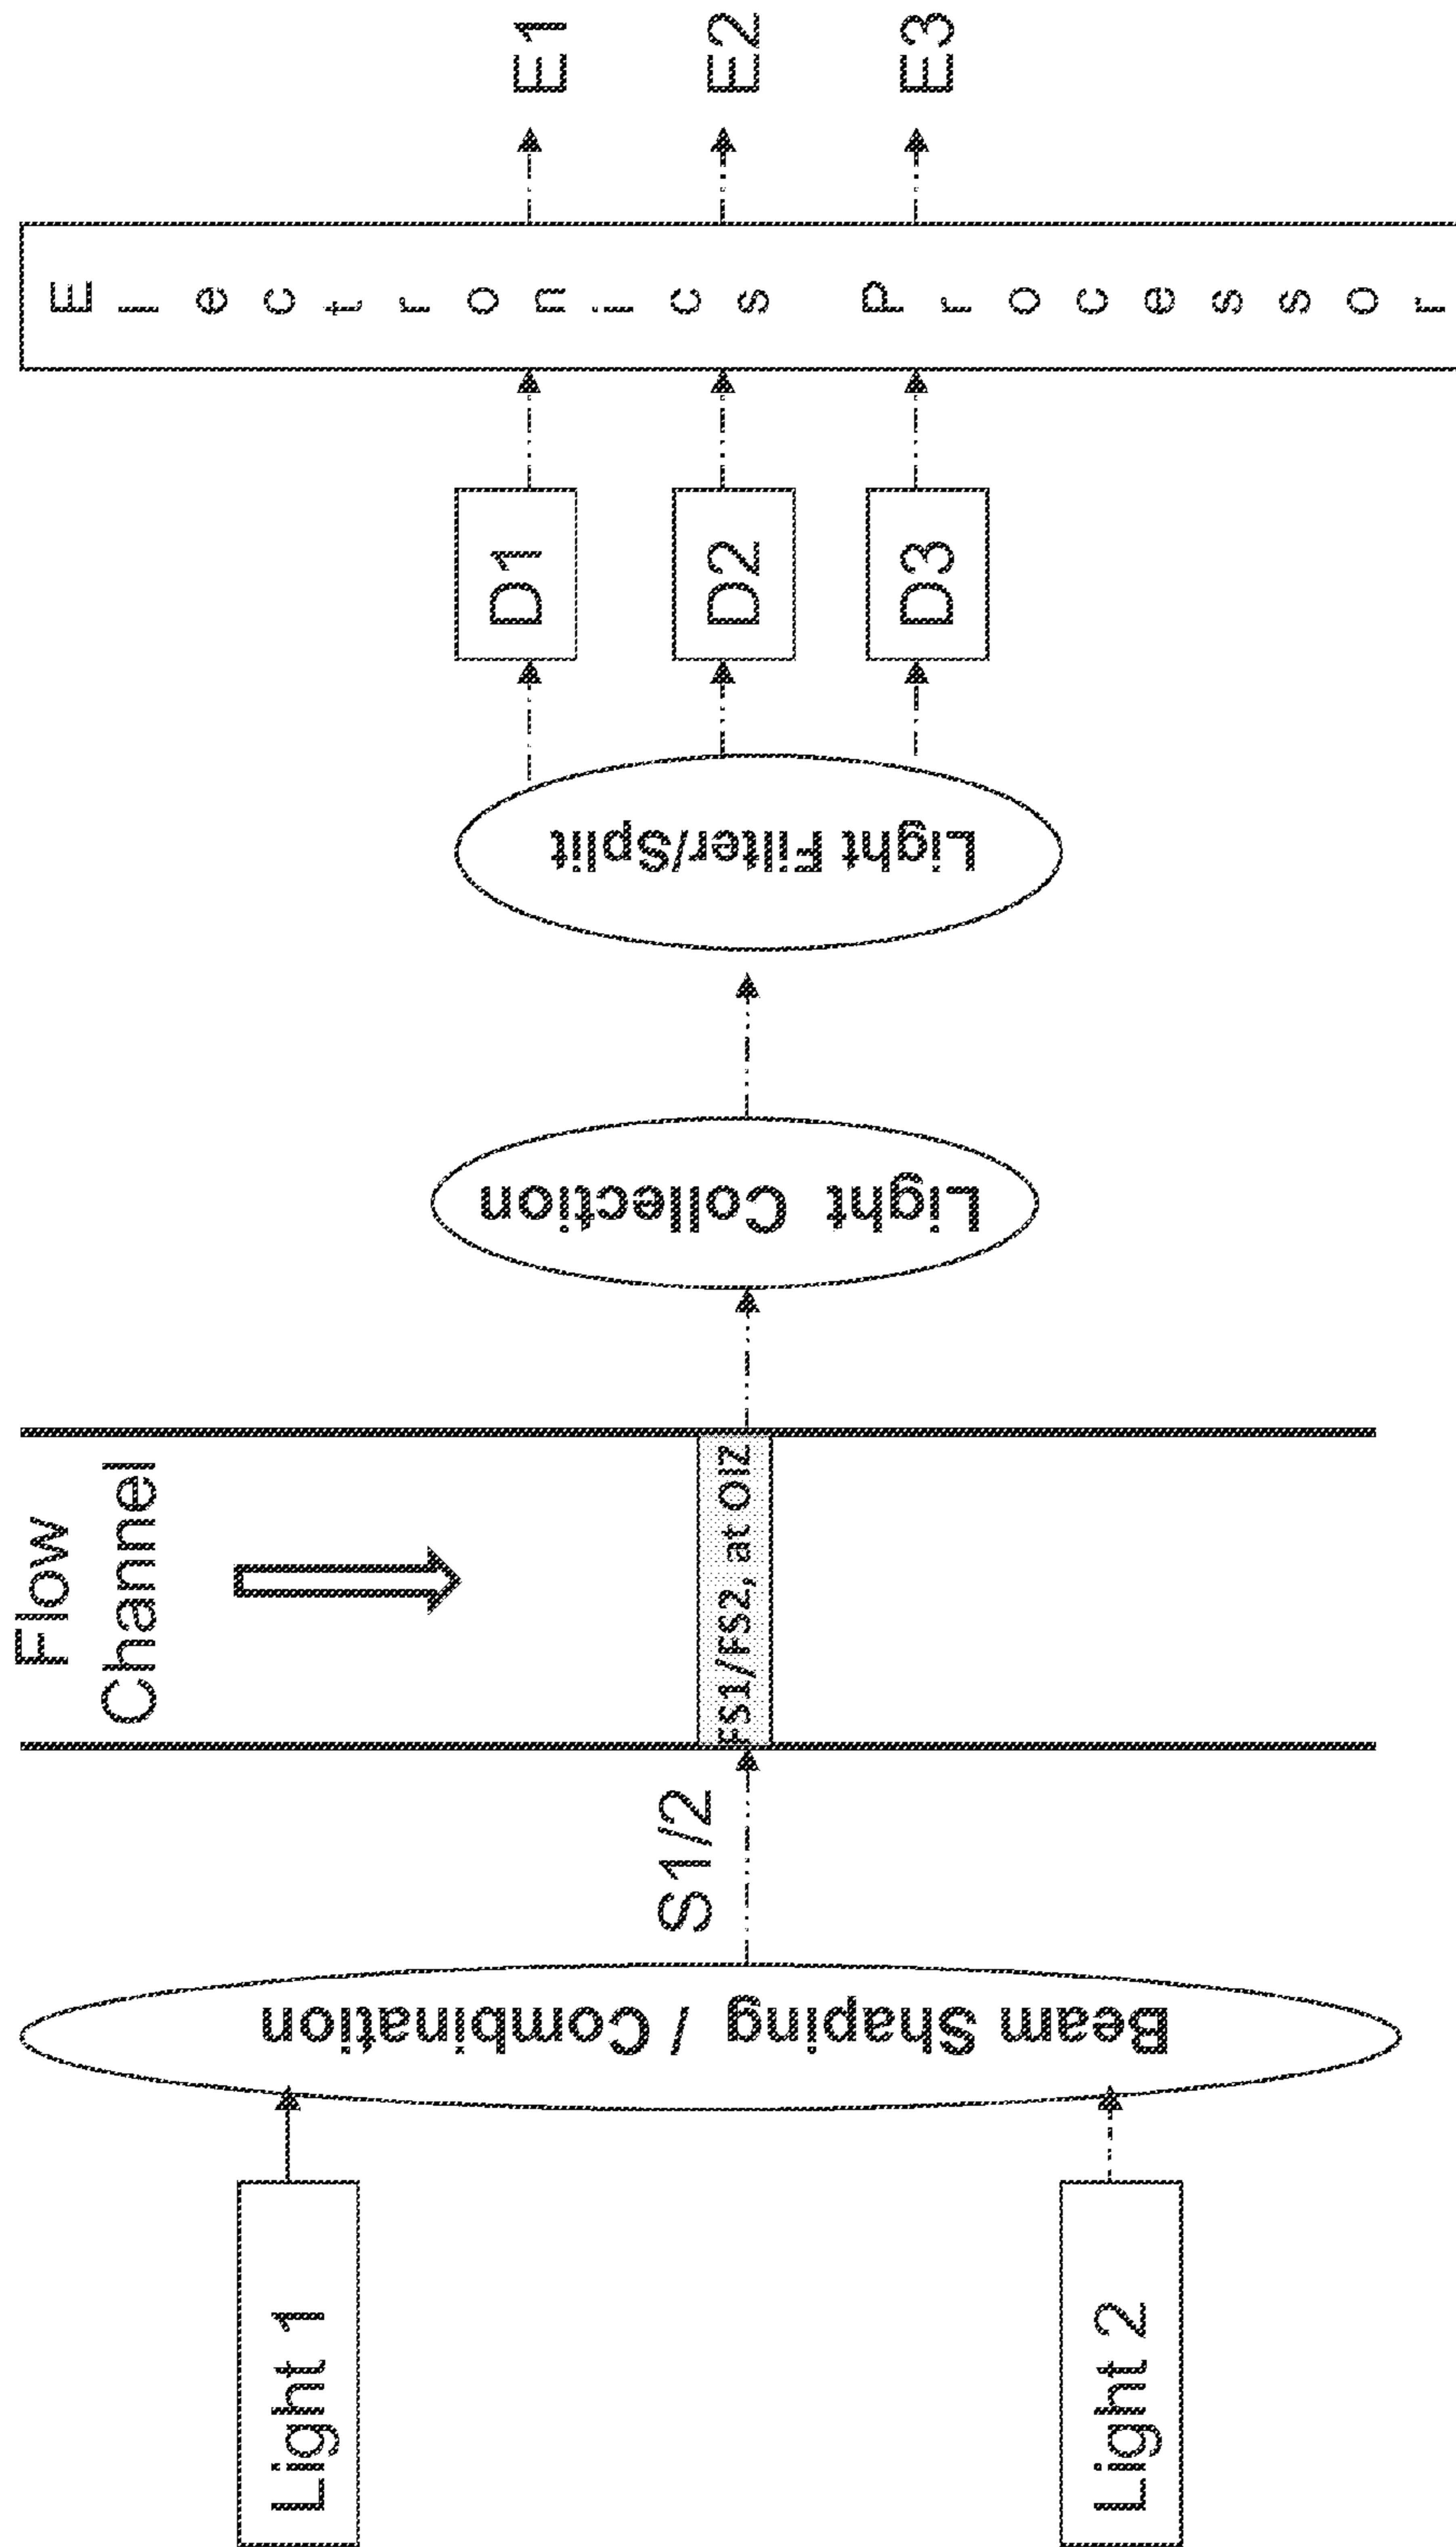 Light 1
Light 2
Beam Shaping / Combination
S1/2
Flow
Channel
FS1/FS2, at OIZ
Light Collection
Light Filter/Split
D1
D2
D3
Electronics Processor
E1
E2
E3